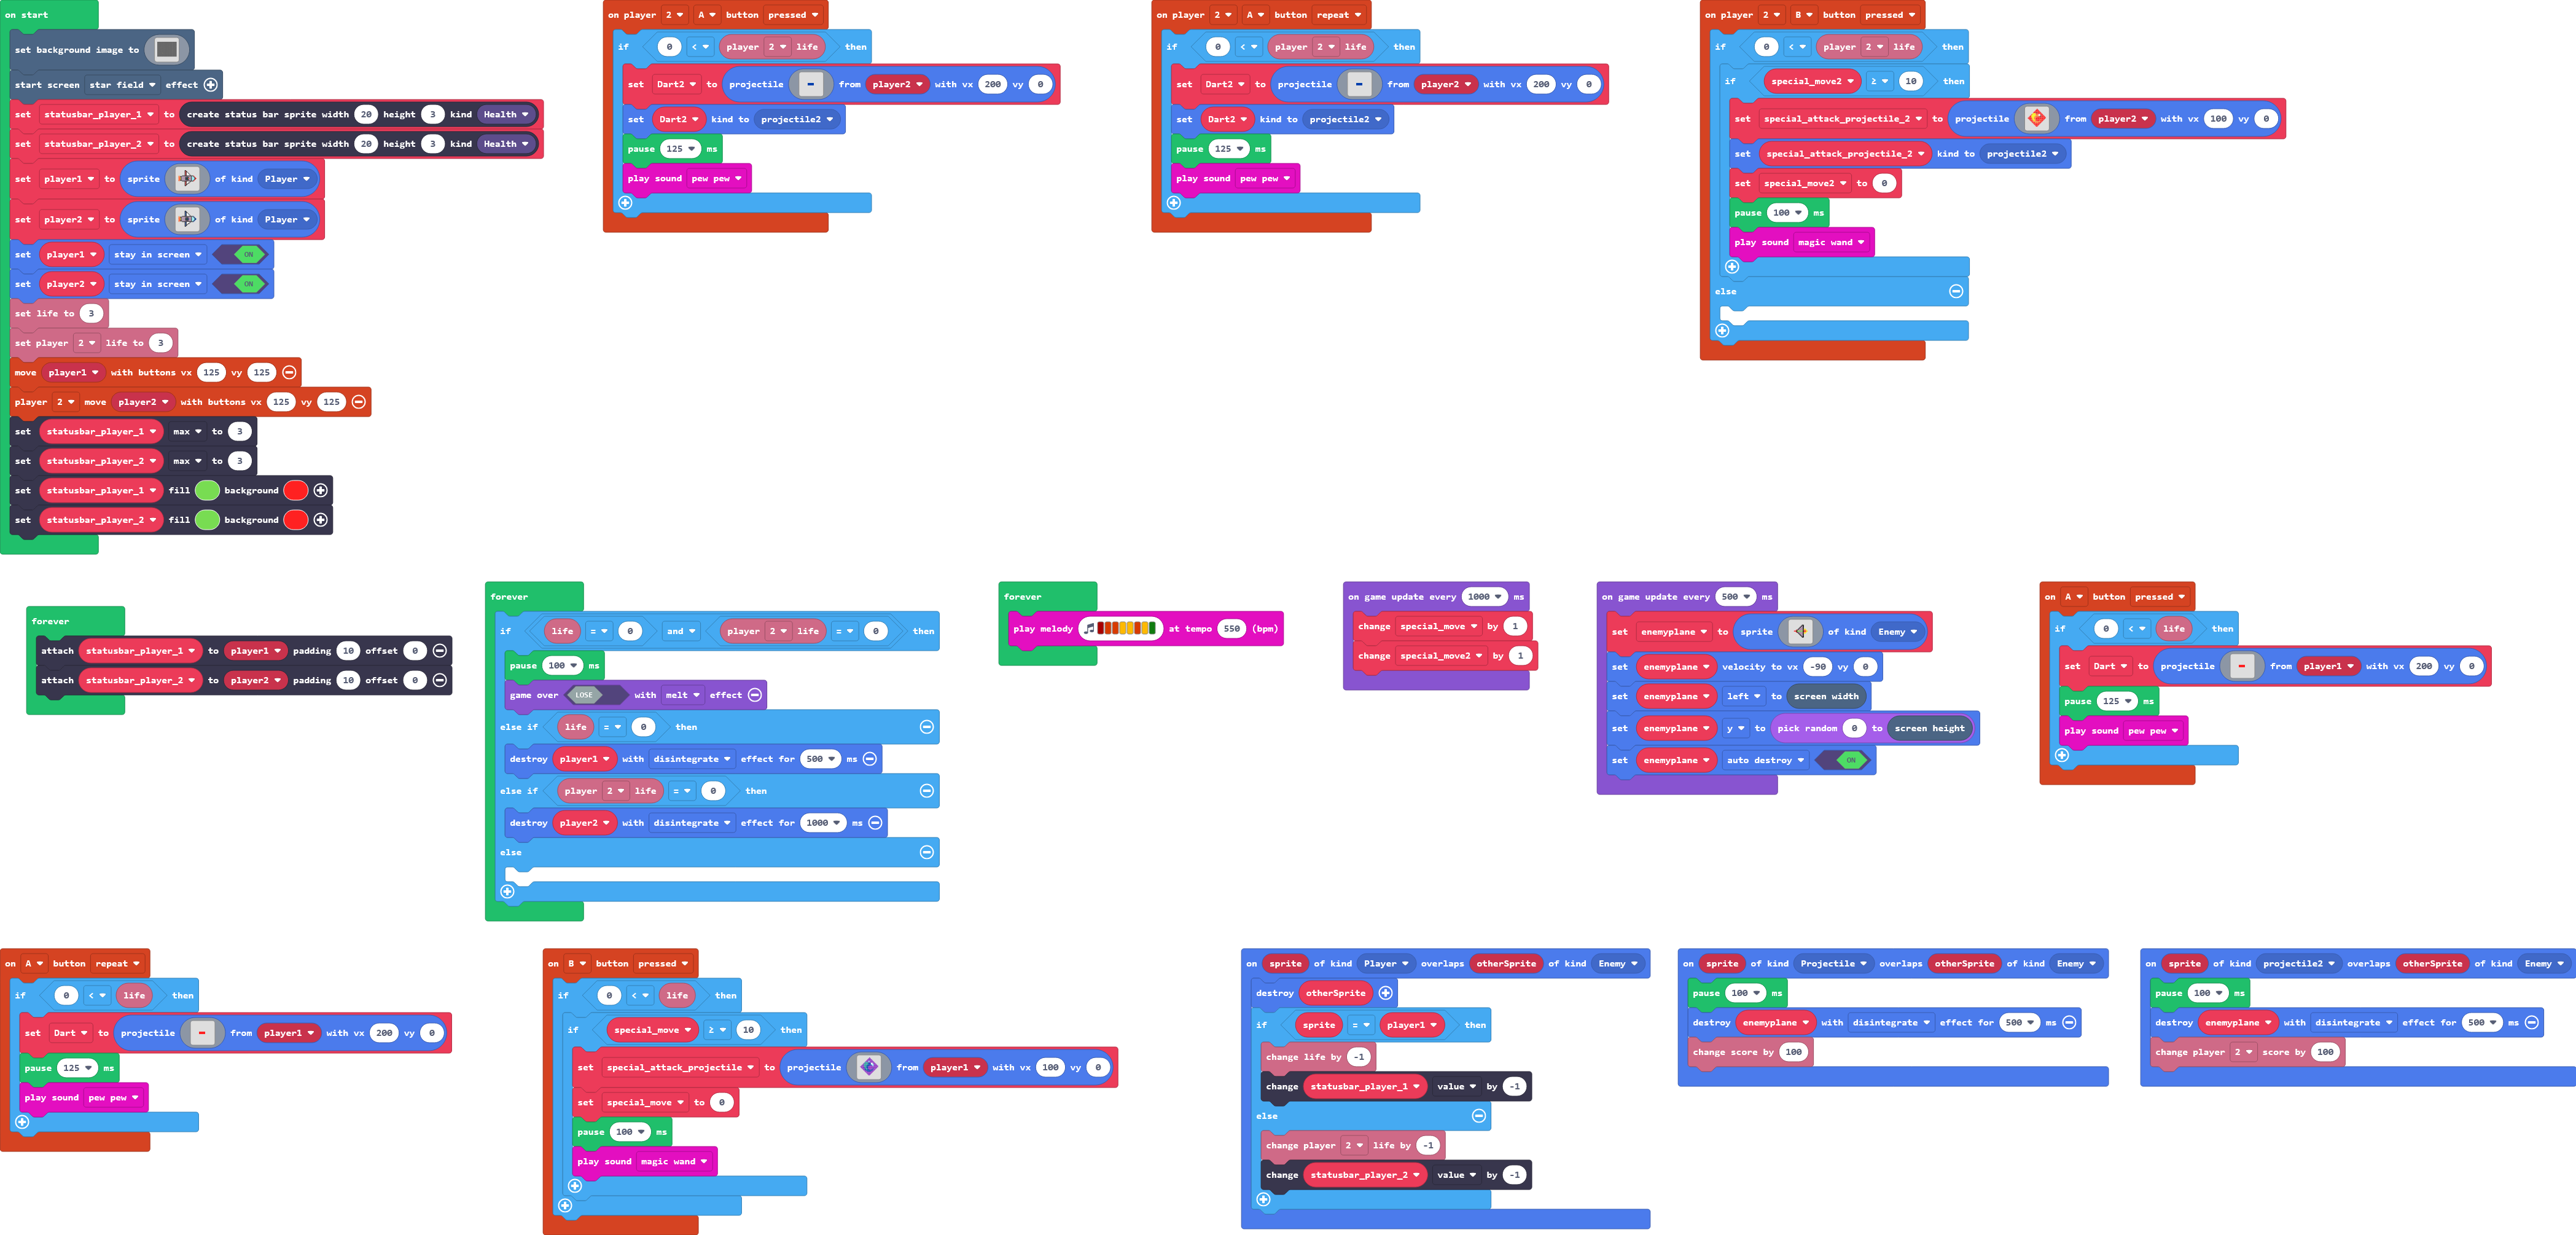 on start
set background image to
start screen star field effect
set statusbar_player_1 to create status bar sprite width 20 height 3 kind Health
set statusbar_player_2 to create status bar sprite width 20 height 3 kind Health
set player1 to sprite of kind Player
set player2 to sprite of kind Player
set player1 stay in screen ON
set player2 stay in screen ON
set life to 3
set player 2 life to 3
move player1 with buttons vx 125 vy 125
player 2 move player2 with buttons vx 125 vy 125
set statusbar_player_1 max to 3
set statusbar_player_2 max to 3
set statusbar_player_1 fill background
set statusbar_player_2 fill background
on player 2 A button pressed
if 0 < player 2 life then
set Dart2 to projectile from player2 with vx 200 vy 0
set Dart2 kind to projectile2
pause 125 ms
play sound pew pew
on player 2 A button repeat
if 0 < player 2 life then
set Dart2 to projectile from player2 with vx 200 vy 0
set Dart2 kind to projectile2
pause 125 ms
play sound pew pew
on player 2 B button pressed
if 0 < player 2 life then
if special_move2 ≥ 10 then
set special_attack_projectile_2 to projectile from player2 with vx 100 vy 0
set special_attack_projectile_2 kind to projectile2
set special_move2 to 0
pause 100 ms
play sound magic wand
else
forever
attach statusbar_player_1 to player1 padding 10 offset 0
attach statusbar_player_2 to player2 padding 10 offset 0
forever
if life = 0 and player 2 life = 0 then
pause 100 ms
game over LOSE with melt effect
else if life = 0 then
destroy player1 with disintegrate effect for 500 ms
else if player 2 life = 0 then
destroy player2 with disintegrate effect for 1000 ms
else
forever
play melody at tempo 550 (bpm)
on game update every 1000 ms
change special_move by 1
change special_move2 by 1
on game update every 500 ms
set enemyplane to sprite of kind Enemy
set enemyplane velocity to vx -90 vy 0
set enemyplane left to screen width
set enemyplane y to pick random 0 to screen height
set enemyplane auto destroy ON
on A button pressed
if 0 < life then
set Dart to projectile from player1 with vx 200 vy 0
pause 125 ms
play sound pew pew
on A button repeat
if 0 < life then
set Dart to projectile from player1 with vx 200 vy 0
pause 125 ms
play sound pew pew
on B button pressed
if 0 < life then
if special_move ≥ 10 then
set special_attack_projectile to projectile from player1 with vx 100 vy 0
set special_move to 0
pause 100 ms
play sound magic wand
on sprite of kind Player overlaps otherSprite of kind Enemy
destroy otherSprite
if sprite = player1 then
change life by -1
change statusbar_player_1 value by -1
else
change player 2 life by -1
change statusbar_player_2 value by -1
on sprite of kind Projectile overlaps otherSprite of kind Enemy
pause 100 ms
destroy enemyplane with disintegrate effect for 500 ms
change score by 100
on sprite of kind projectile2 overlaps otherSprite of kind Enemy
pause 100 ms
destroy enemyplane with disintegrate effect for 500 ms
change player 2 score by 100